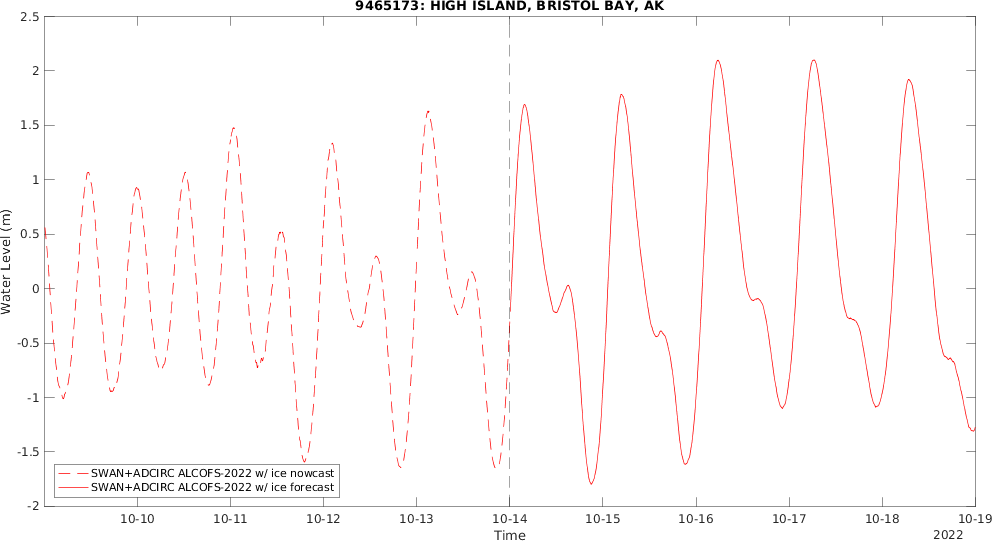 9465173: HIGH ISLAND, BRISTOL BAY, AK
2.5
2
1.5
1
0.5
0
-0.5
-1
-1.5
-2
Water Level (m)
SWAN+ADCIRC ALCOFS-2022 w/ ice nowcast
SWAN+ADCIRC ALCOFS-2022 w/ ice forecast
10-10 10-11 10-12 10-13 10-14 10-15 10-16 10-17 10-18 10-19
Time
2022